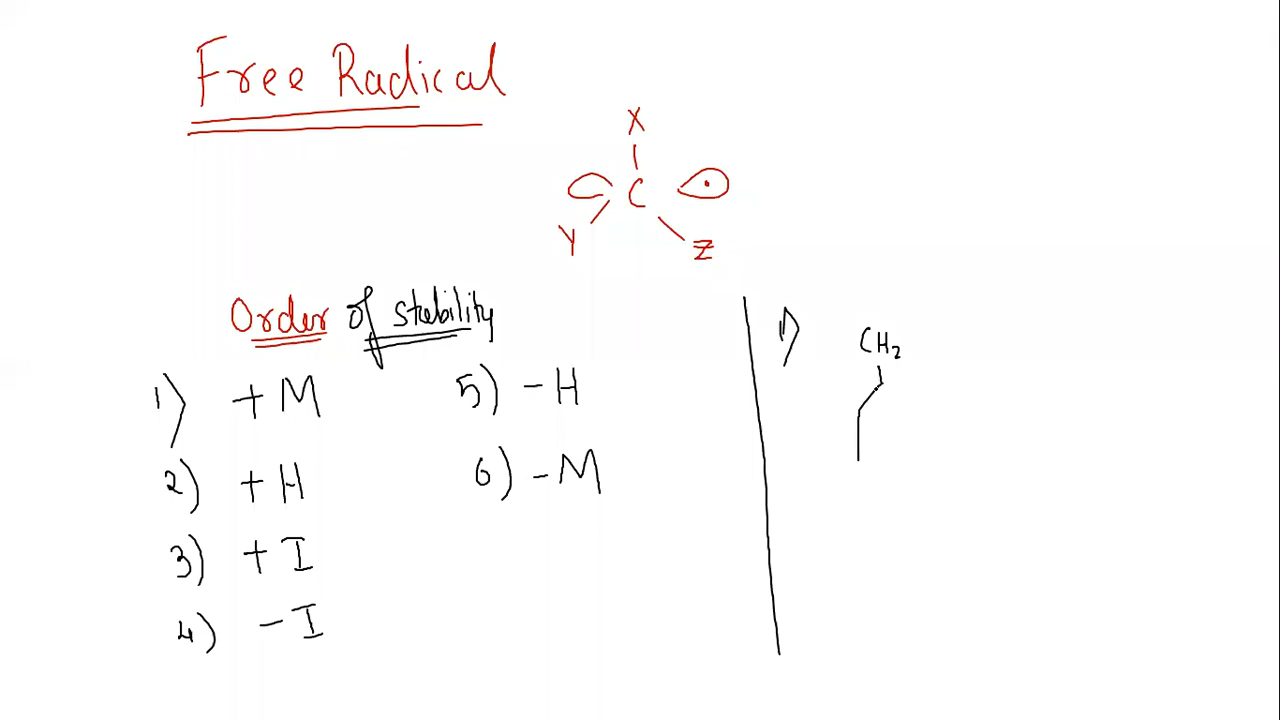 Free Radical
X
C
Y
Z
Order of stability
1) + M
2) + H
3) + I
4) - I
5) - H
6) - M
1) CH₂